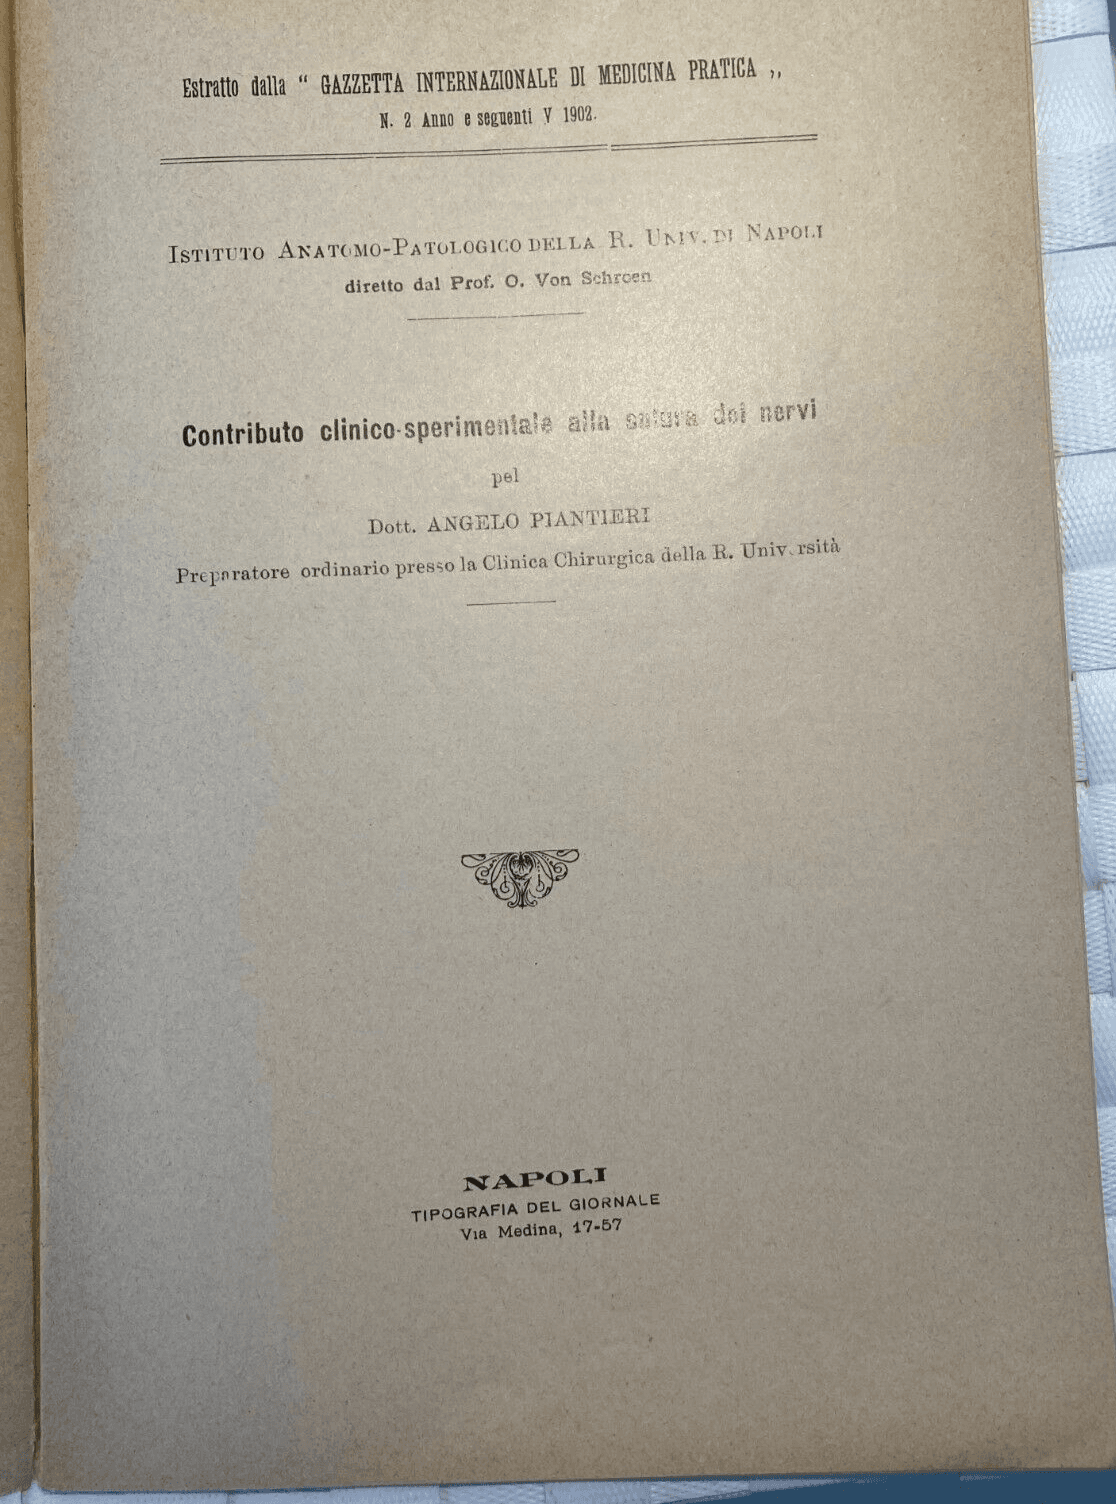 Estratto dalla “ GAZZETTA INTERNAZIONALE DI MEDICINA PRATICA ,,
N. 2 Anno e seguenti V 1902.
ISTITUTO ANATOMO-PATOLOGICO DELLA R. UNIV. DI NAPOLI
diretto dal Prof. O. Von Schroen
Contributo clinico-sperimentale alla sutura dei nervi
pel
Dott. ANGELO PIANTIERI
Preparatore ordinario presso la Clinica Chirurgica della R. Università
NAPOLI
TIPOGRAFIA DEL GIORNALE
Via Medina, 17-57